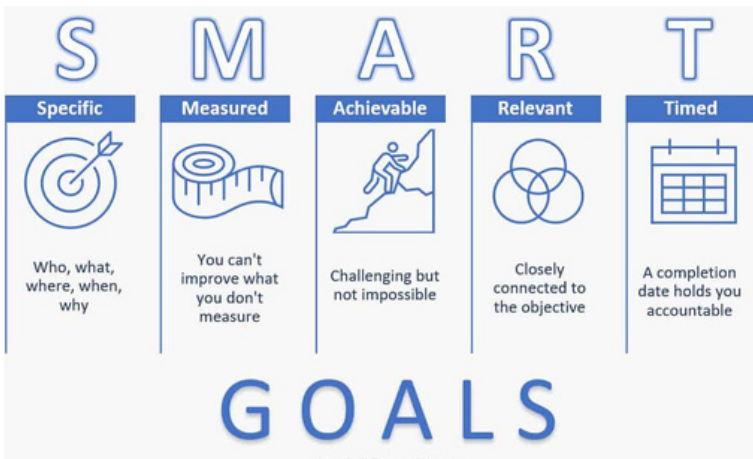 S M A R T
Specific Measured Achievable Relevant Timed
Who, what,
where, when,
why
You can't
improve what
you don't
measure
Challenging but
not impossible
Closely
connected to
the objective
A completion
date holds you
accountable
GOALS